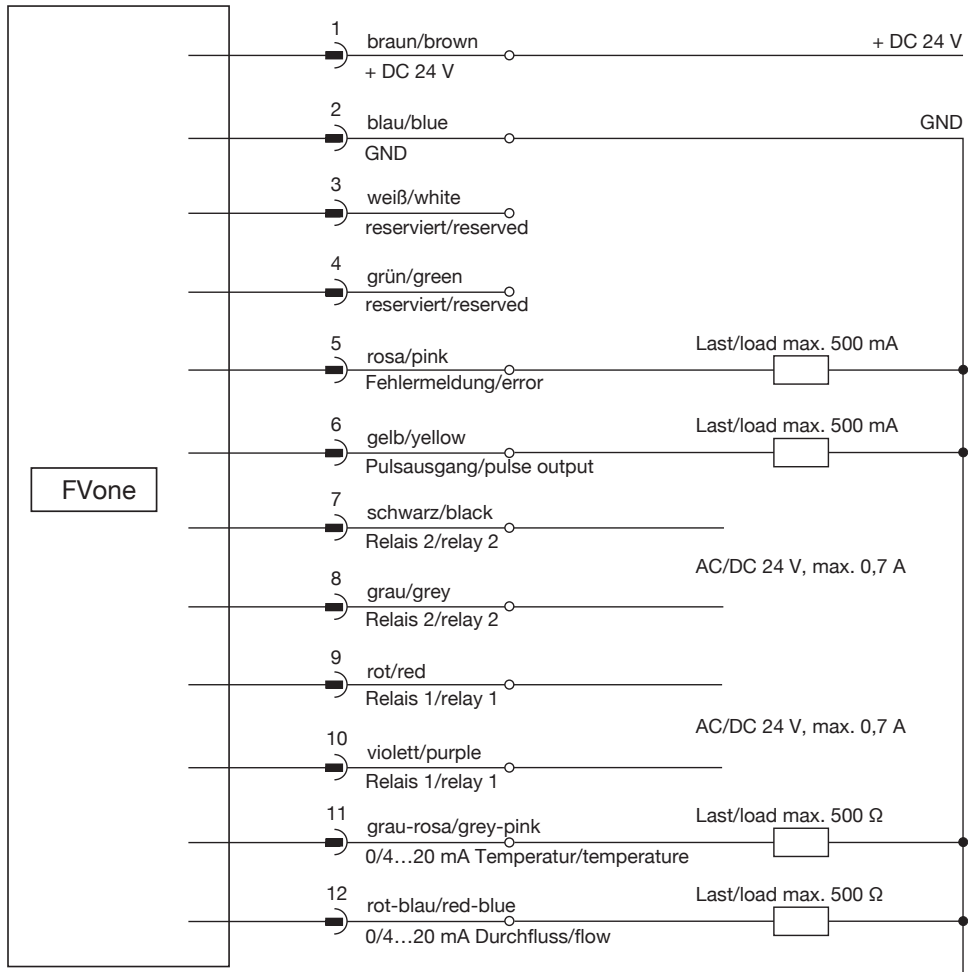 1
braun/brown
+ DC 24 V
+ DC 24 V
2
blau/blue
GND
GND
3
weiß/white
reserviert/reserved
4
grün/green
reserviert/reserved
5
rosa/pink
Last/load max. 500 mA
Fehlermeldung/error
6
gelb/yellow
Last/load max. 500 mA
Pulsausgang/pulse output
FVone
7
schwarz/black
Relais 2/relay 2
AC/DC 24 V, max. 0,7 A
8
grau/grey
Relais 2/relay 2
9
rot/red
Relais 1/relay 1
AC/DC 24 V, max. 0,7 A
10
violett/purple
Relais 1/relay 1
11
grau-rosa/grey-pink
Last/load max. 500 Ω
0/4…20 mA Temperatur/temperature
12
rot-blau/red-blue
Last/load max. 500 Ω
0/4…20 mA Durchfluss/flow